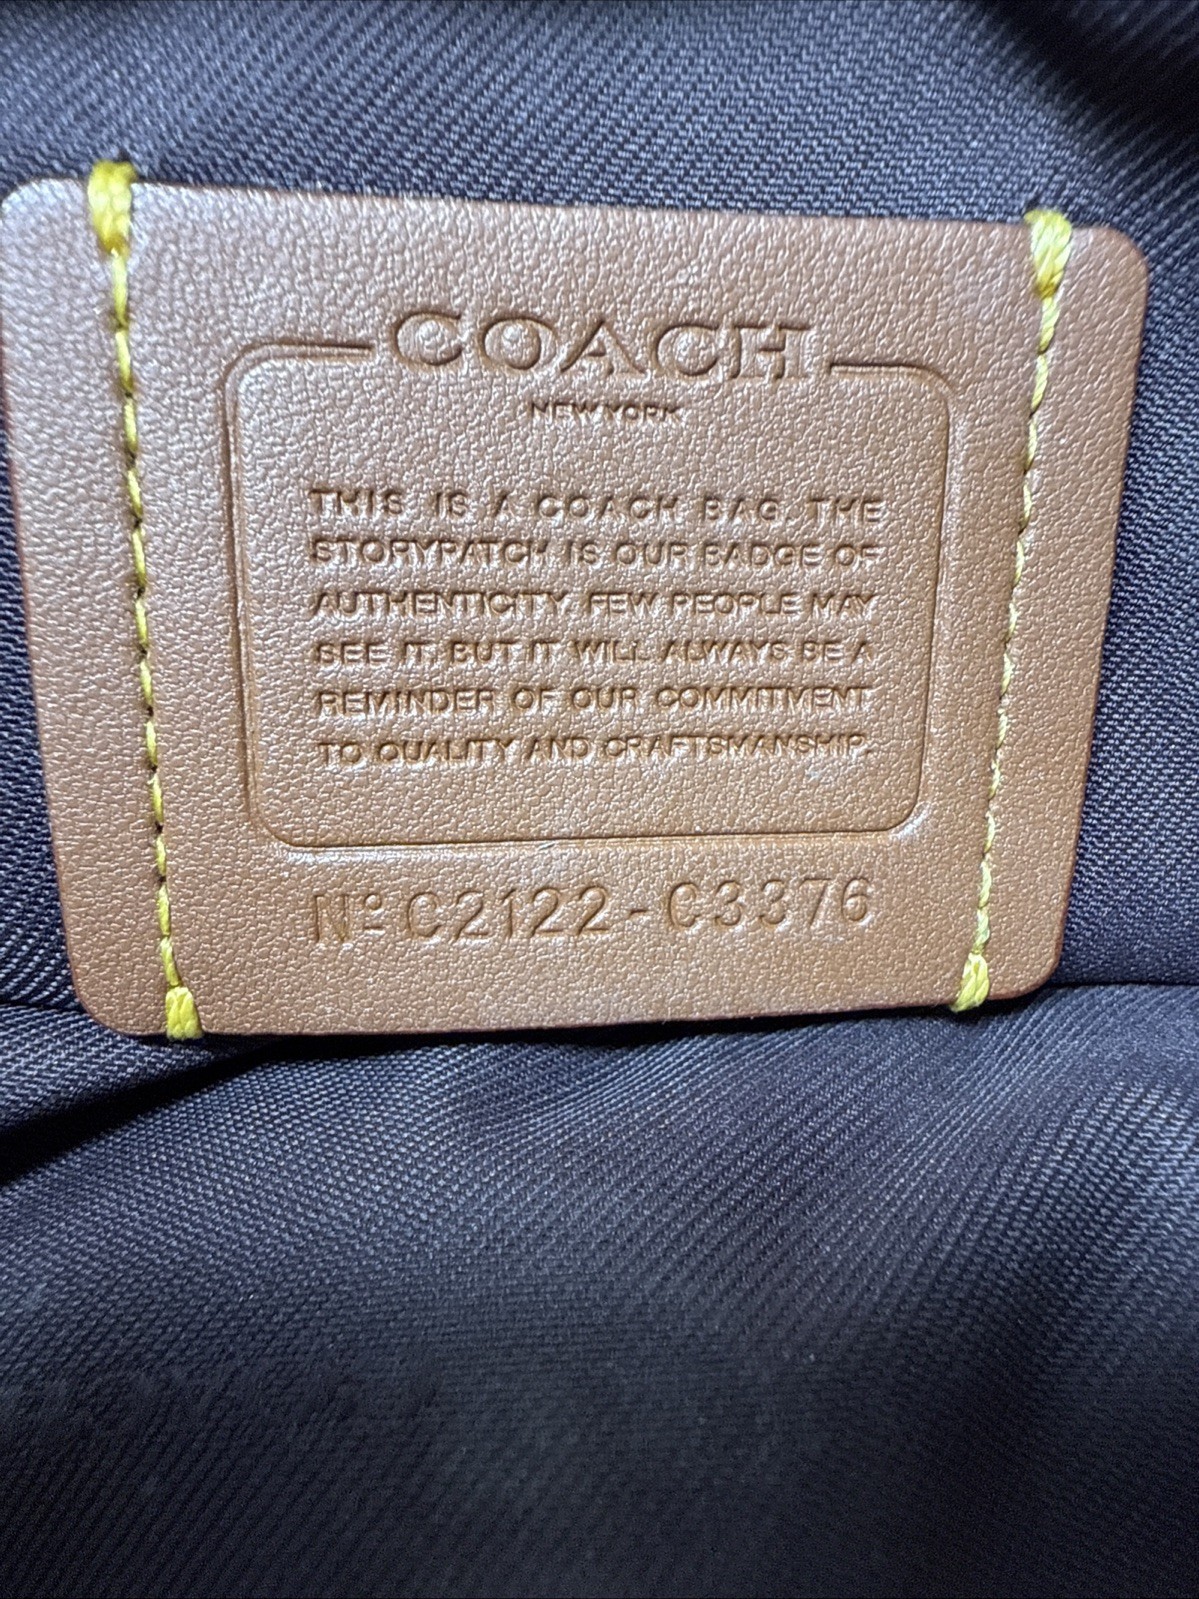 COACH
NEW YORK
THIS IS A COACH BAG. THE
STORYPATCH IS OUR BADGE OF
AUTHENTICITY. FEW PEOPLE MAY
SEE IT, BUT IT WILL ALWAYS BE A
REMINDER OF OUR COMMITMENT
TO QUALITY AND CRAFTSMANSHIP.
Nº C2122-C3376